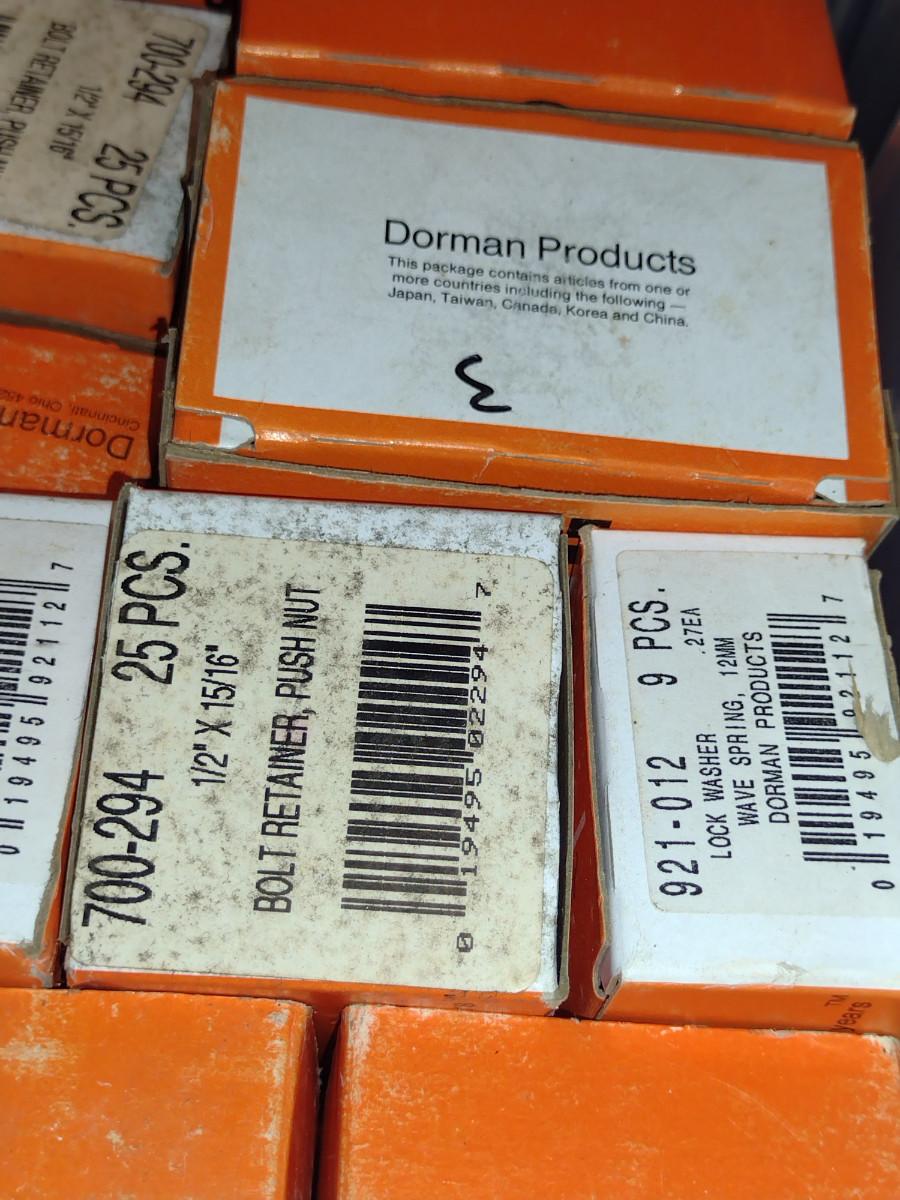 700-294 25 PCS.
1/2" X 15/16"
BOLT RETAINER, PUSH NUT
Dorman Products
This package contains articles from one or
more countries including the following —
Japan, Taiwan, Canada, Korea and China.
3
Dorman
Cincinnati, Ohio
0 19495 92112 7
700-294 25 PCS.
1/2" X 15/16"
BOLT RETAINER, PUSH NUT
0 19495 02294 7
921-012 9 PCS.
.27EA
LOCK WASHER
WAVE SPRING, 12MM
DORMAN PRODUCTS
0 19495 92112 7
years™